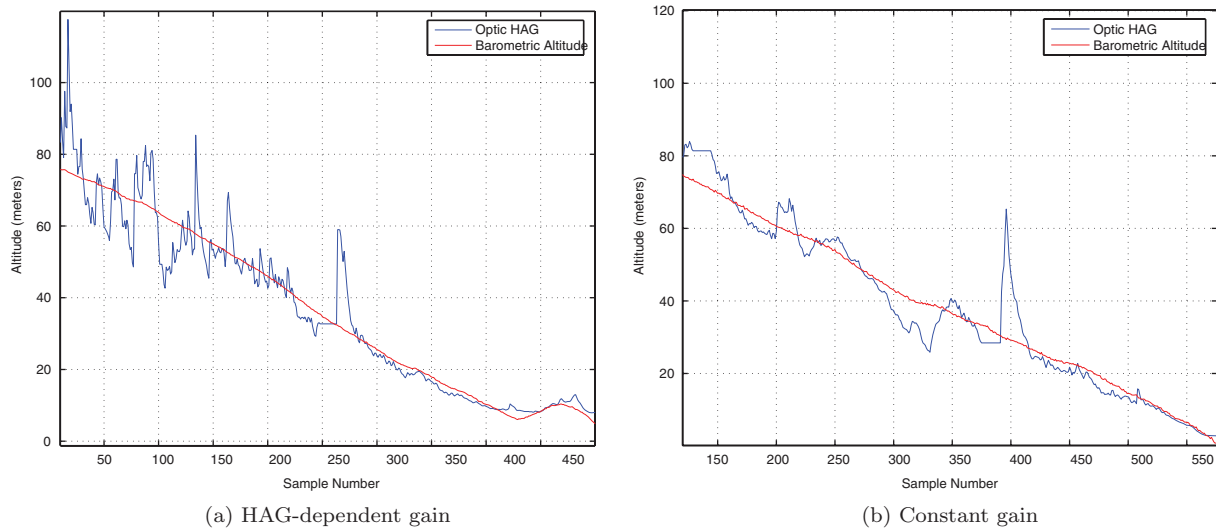 Optic HAG
Barometric Altitude
100
80
60
40
20
0
Altitude (meters)
50 100 150 200 250 300 350 400 450
Sample Number
(a) HAG-dependent gain
Optic HAG
Barometric Altitude
120
100
80
60
40
20
Altitude (meters)
150 200 250 300 350 400 450 500 550
Sample Number
(b) Constant gain